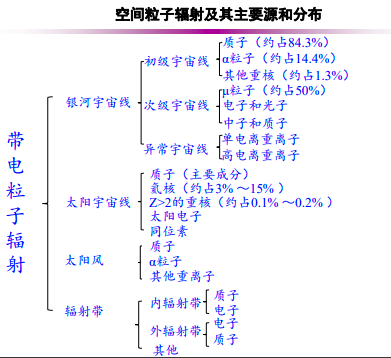 空间粒子辐射及其主要源和分布
带电粒子辐射
银河宇宙线
初级宇宙线
质子（约占84.3%）
α粒子（约占14.4%）
其他重核（约占1.3%）
次级宇宙线
μ粒子（约占50%）
电子和光子
中子和质子
异常宇宙线
单电离重离子
高电离重离子
太阳宇宙线
质子（主要成分）
氦核（约占3% ～15% ）
Z>2的重核（约占0.1% ～0.2% ）
太阳电子
同位素
太阳风
质子
α粒子
其他重离子
辐射带
内辐射带
质子
电子
外辐射带
电子
质子
其他